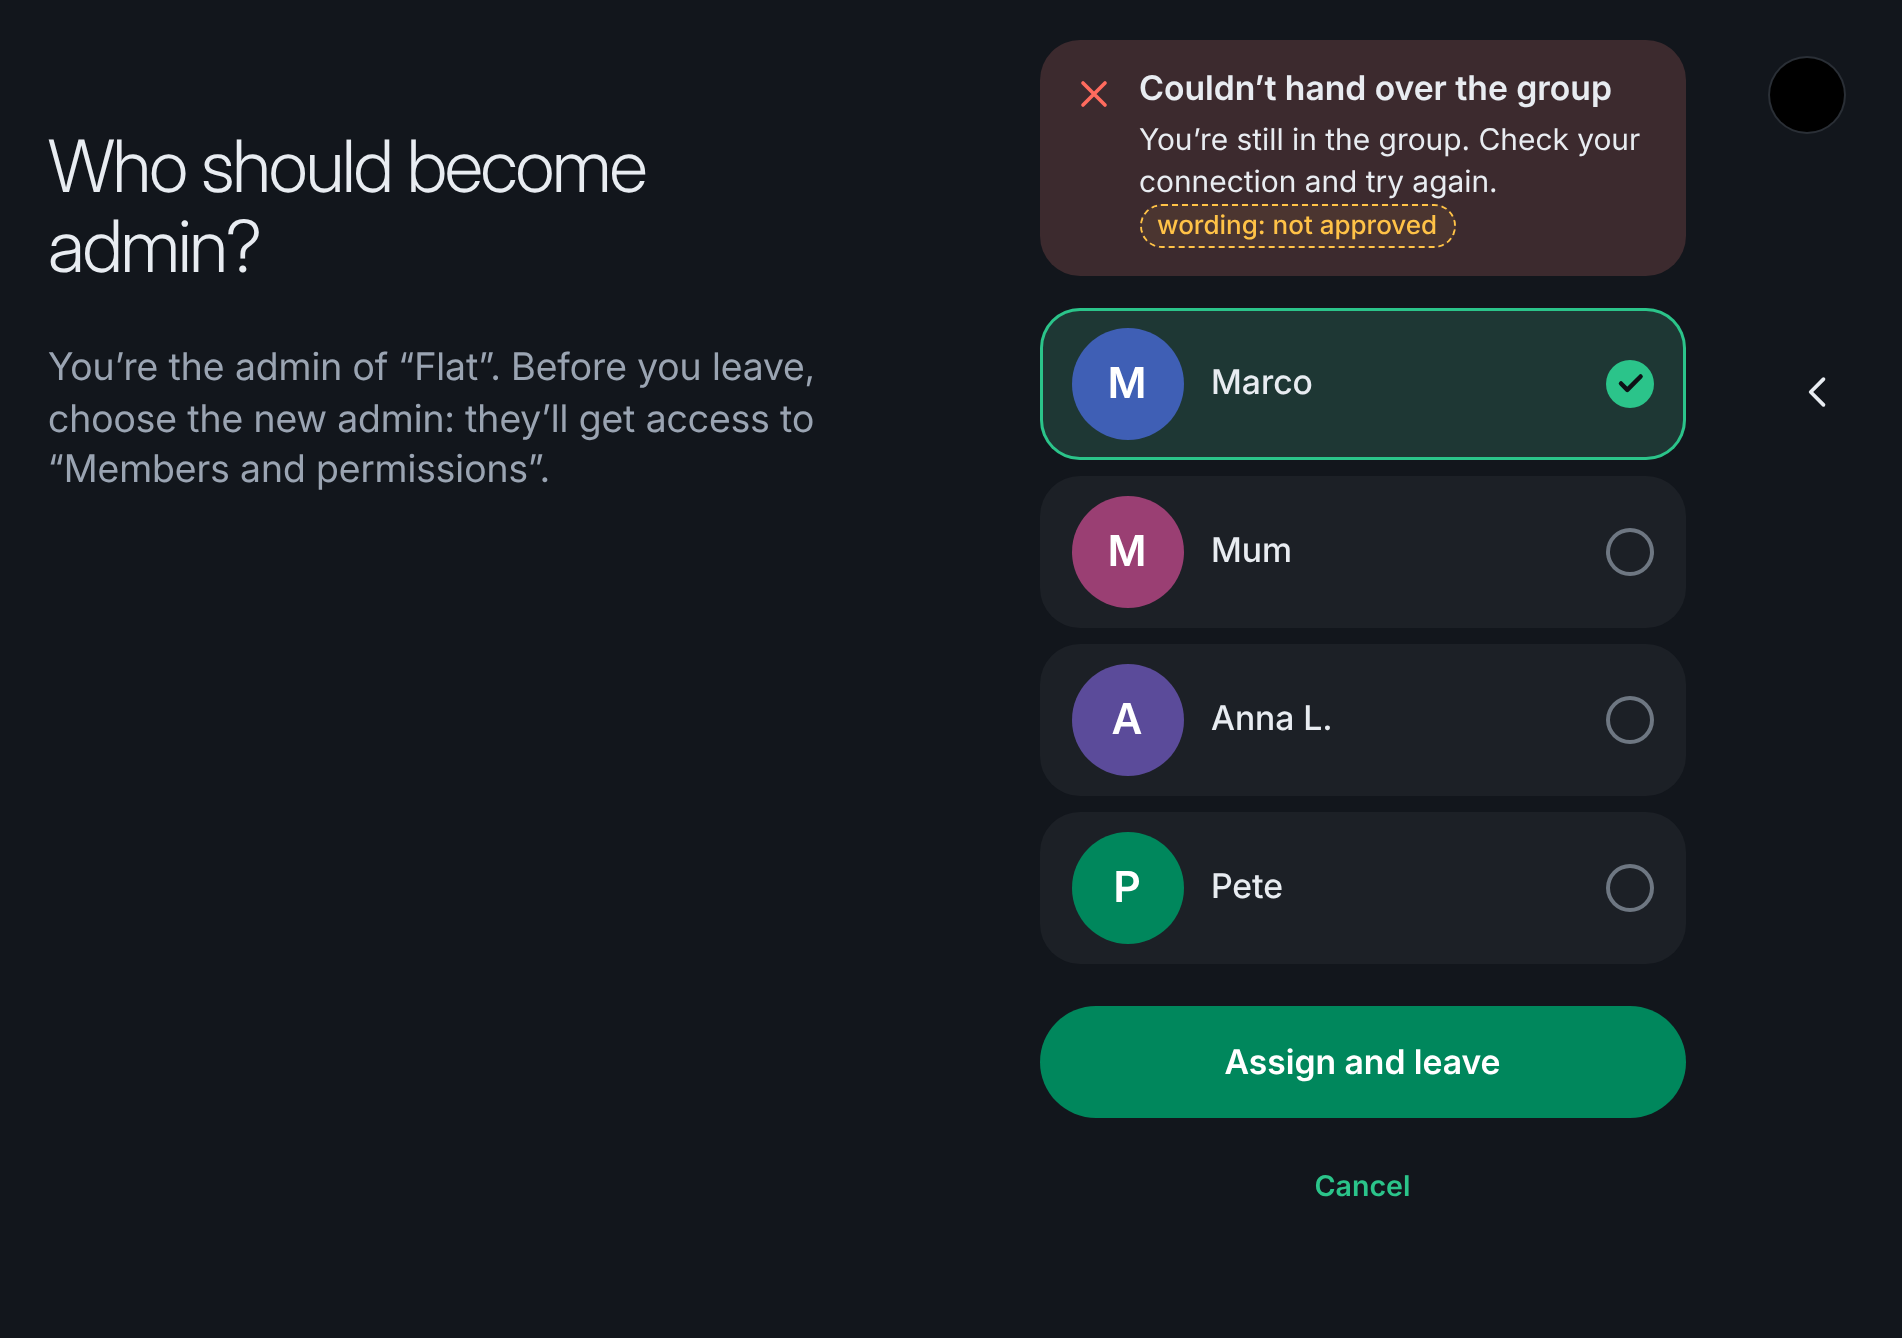 Who should become
admin?
You’re the admin of “Flat”. Before you leave,
choose the new admin: they’ll get access to
“Members and permissions”.
Couldn’t hand over the group
You’re still in the group. Check your
connection and try again.
wording: not approved
M Marco
M Mum
A Anna L.
P Pete
Assign and leave
Cancel